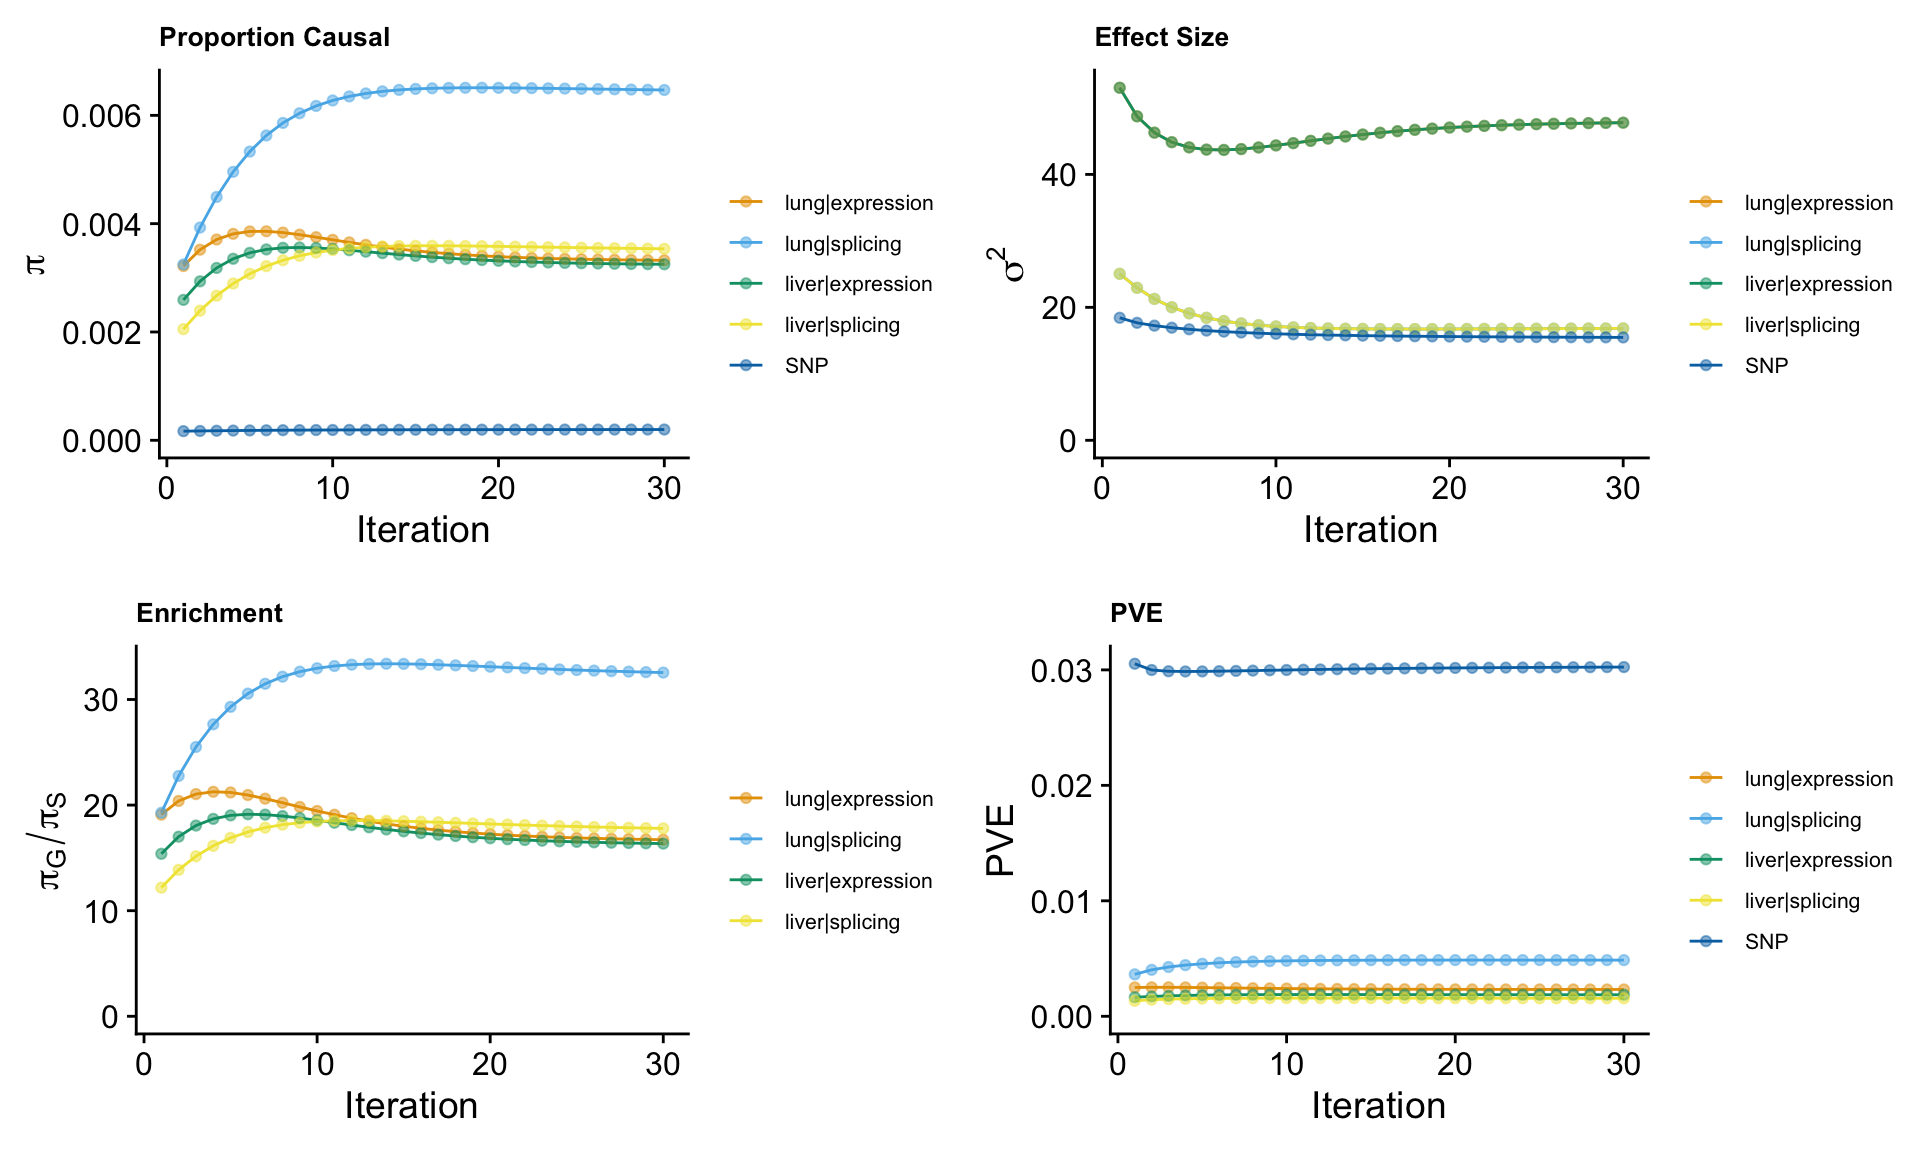 Proportion Causal
π
0.006
0.004
0.002
0.000
0 10 20 30
Iteration
lung|expression
lung|splicing
liver|expression
liver|splicing
SNP
Effect Size
σ²
40
20
0
0 10 20 30
Iteration
lung|expression
lung|splicing
liver|expression
liver|splicing
SNP
Enrichment
πG/πS
30
20
10
0
0 10 20 30
Iteration
lung|expression
lung|splicing
liver|expression
liver|splicing
PVE
PVE
0.03
0.02
0.01
0.00
0 10 20 30
Iteration
lung|expression
lung|splicing
liver|expression
liver|splicing
SNP